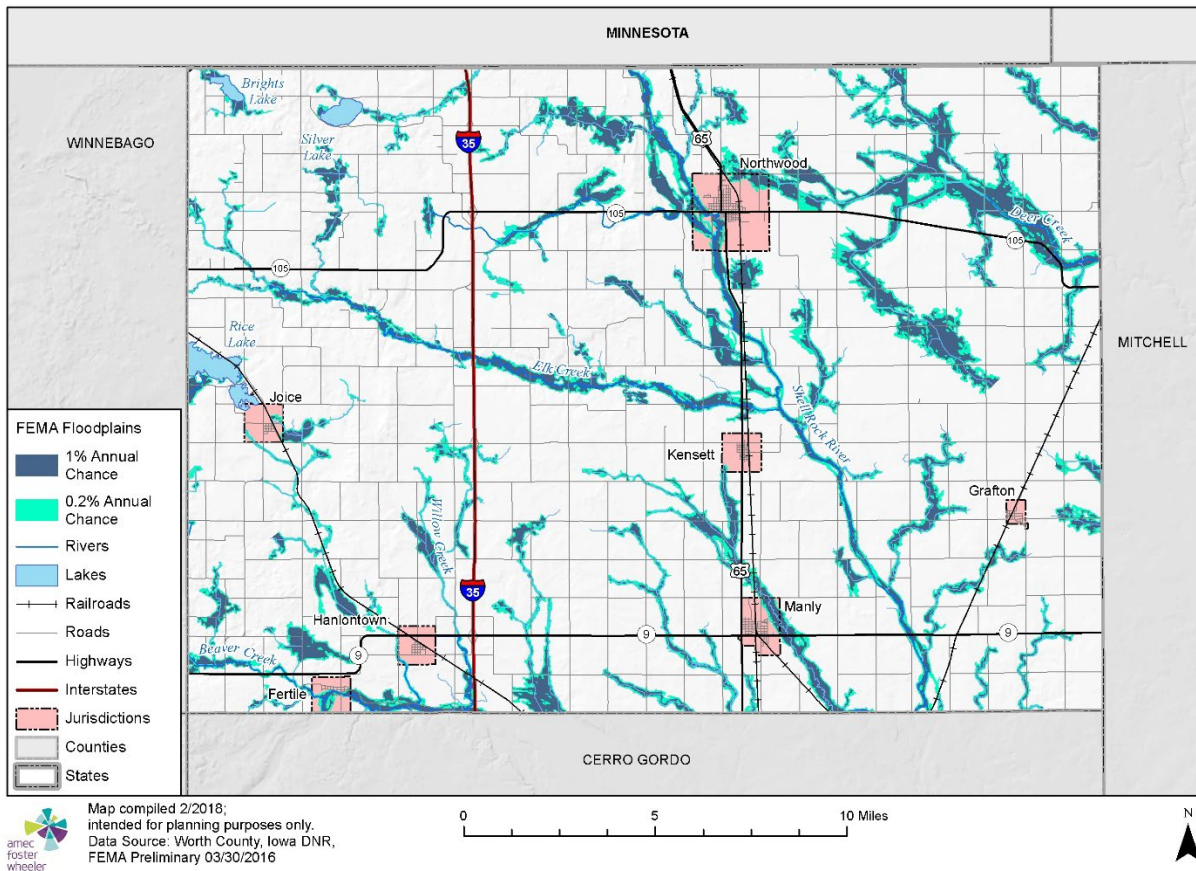 MINNESOTA
Brights
Lake
WINNEBAGO
Silver
Lake
35
65
Northwood
105
105
Deer Creek
105
Rice
Lake
Elk Creek
MITCHELL
Joice
Shell Rock River
Kensett
Grafton
Willow Creek
65
35
Manly
Hanlontown
9
9
Beaver Creek
9
Fertile
CERRO GORDO
FEMA Floodplains
1% Annual
Chance
0.2% Annual
Chance
Rivers
Lakes
Railroads
Roads
Highways
Interstates
Jurisdictions
Counties
States
amec
foster
wheeler
Map compiled 2/2018;
intended for planning purposes only.
Data Source: Worth County, Iowa DNR,
FEMA Preliminary 03/30/2016
0 5 10 Miles
N